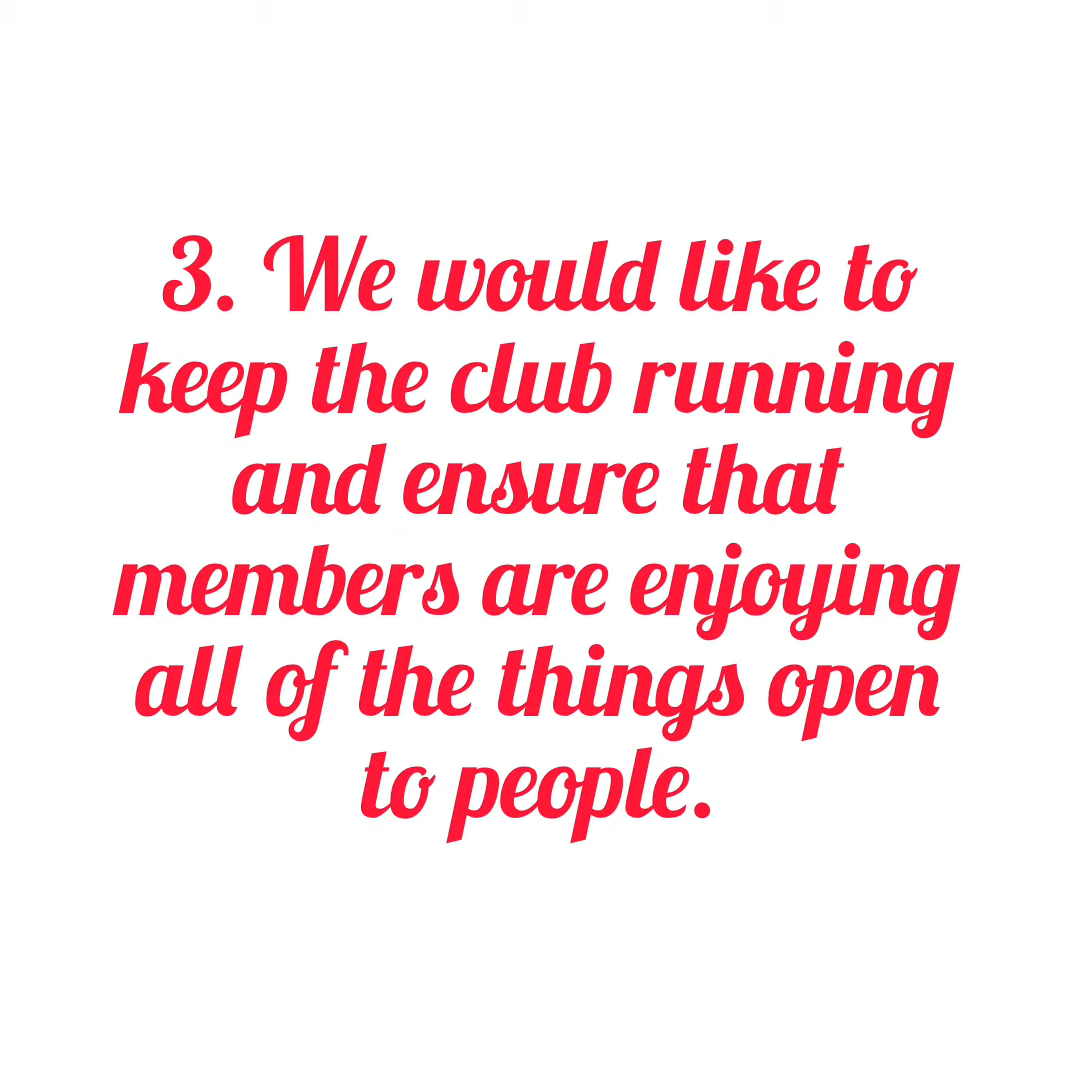 3. We would like to
keep the club running
and ensure that
members are enjoying
all of the things open
to people.